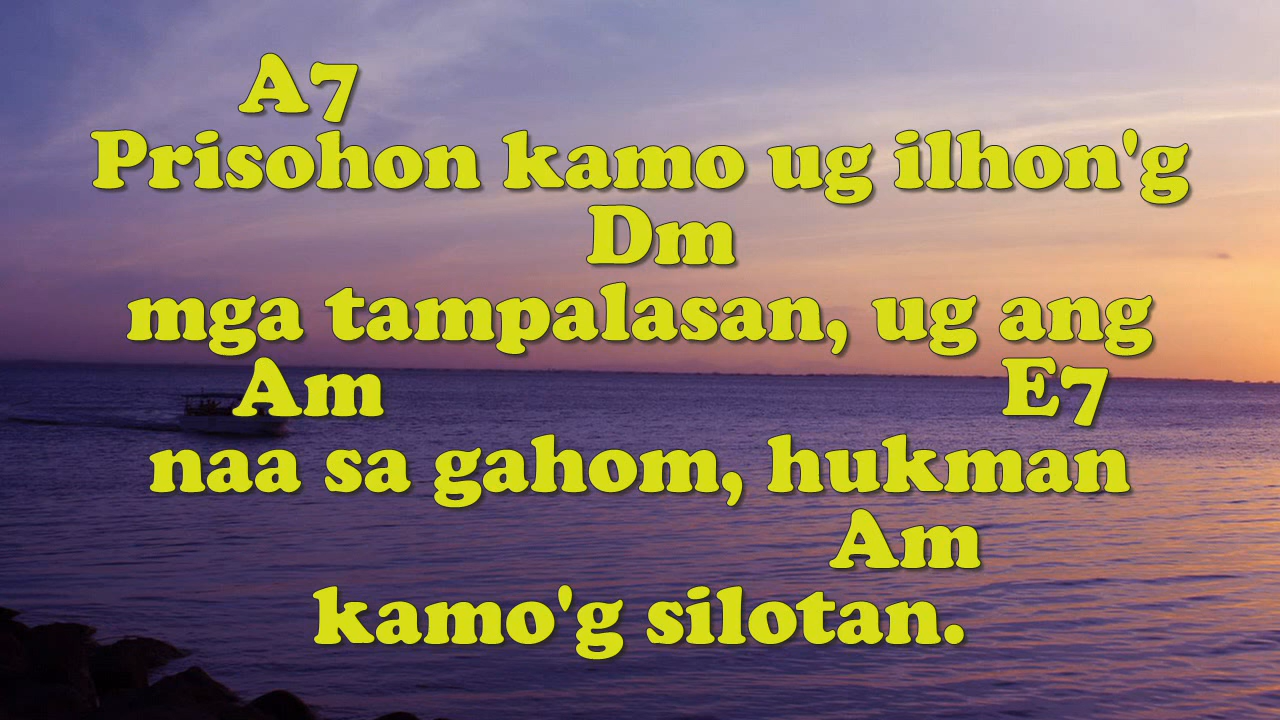 A7
Prisohon kamo ug ilhon'g
Dm
mga tampalasan, ug ang
Am E7
naa sa gahom, hukman
Am
kamo'g silotan.